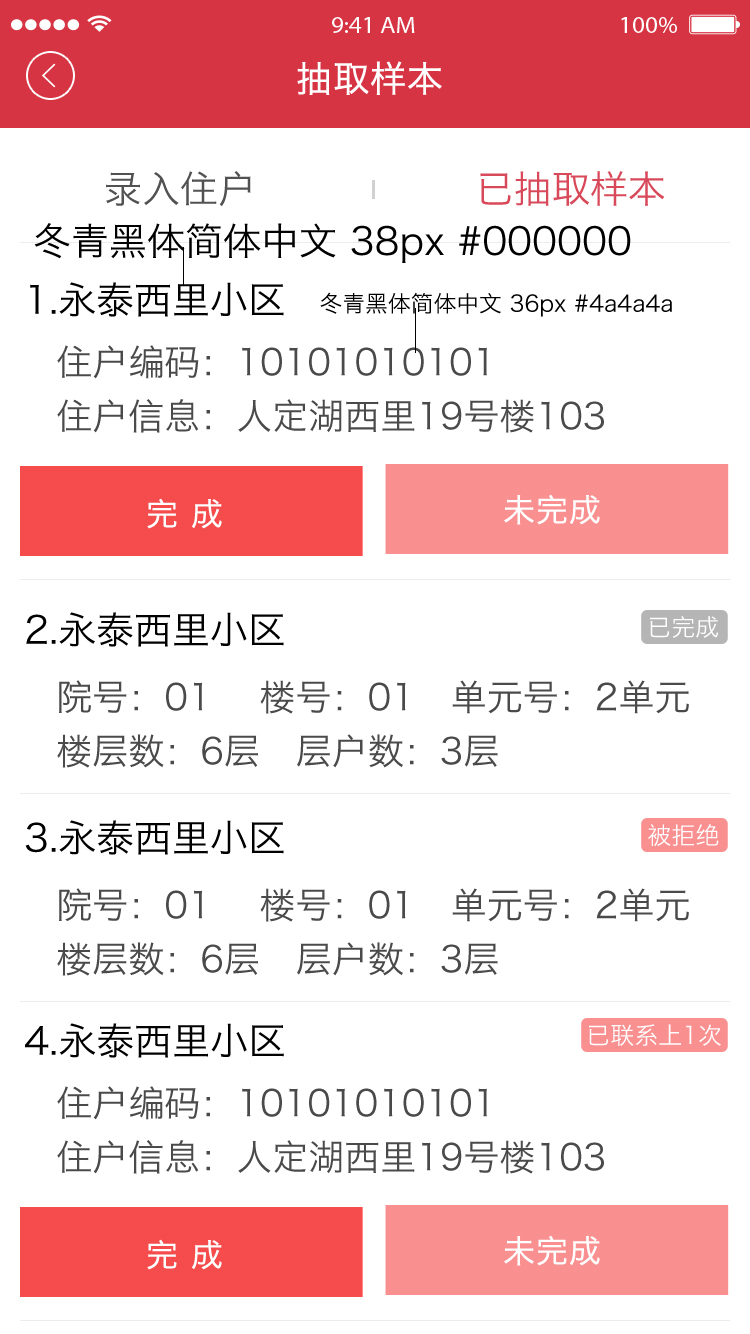 9:41 AM 100%
抽取样本
录入住户 已抽取样本
冬青黑体简体中文 38px #000000
1.永泰西里小区 冬青黑体简体中文 36px #4a4a4a
住户编码：10101010101
住户信息：人定湖西里19号楼103
完 成 未完成
2.永泰西里小区 已完成
院号：01 楼号：01 单元号：2单元
楼层数：6层 层户数：3层
3.永泰西里小区 被拒绝
院号：01 楼号：01 单元号：2单元
楼层数：6层 层户数：3层
4.永泰西里小区 已联系上1次
住户编码：10101010101
住户信息：人定湖西里19号楼103
完 成 未完成